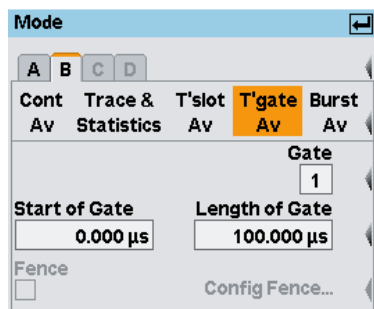 Mode
A B C D
Cont Trace & T'slot T'gate Burst
Av Statistics Av Av Av
Gate
1
Start of Gate Length of Gate
0.000 µs 100.000 µs
Fence
Config Fence...